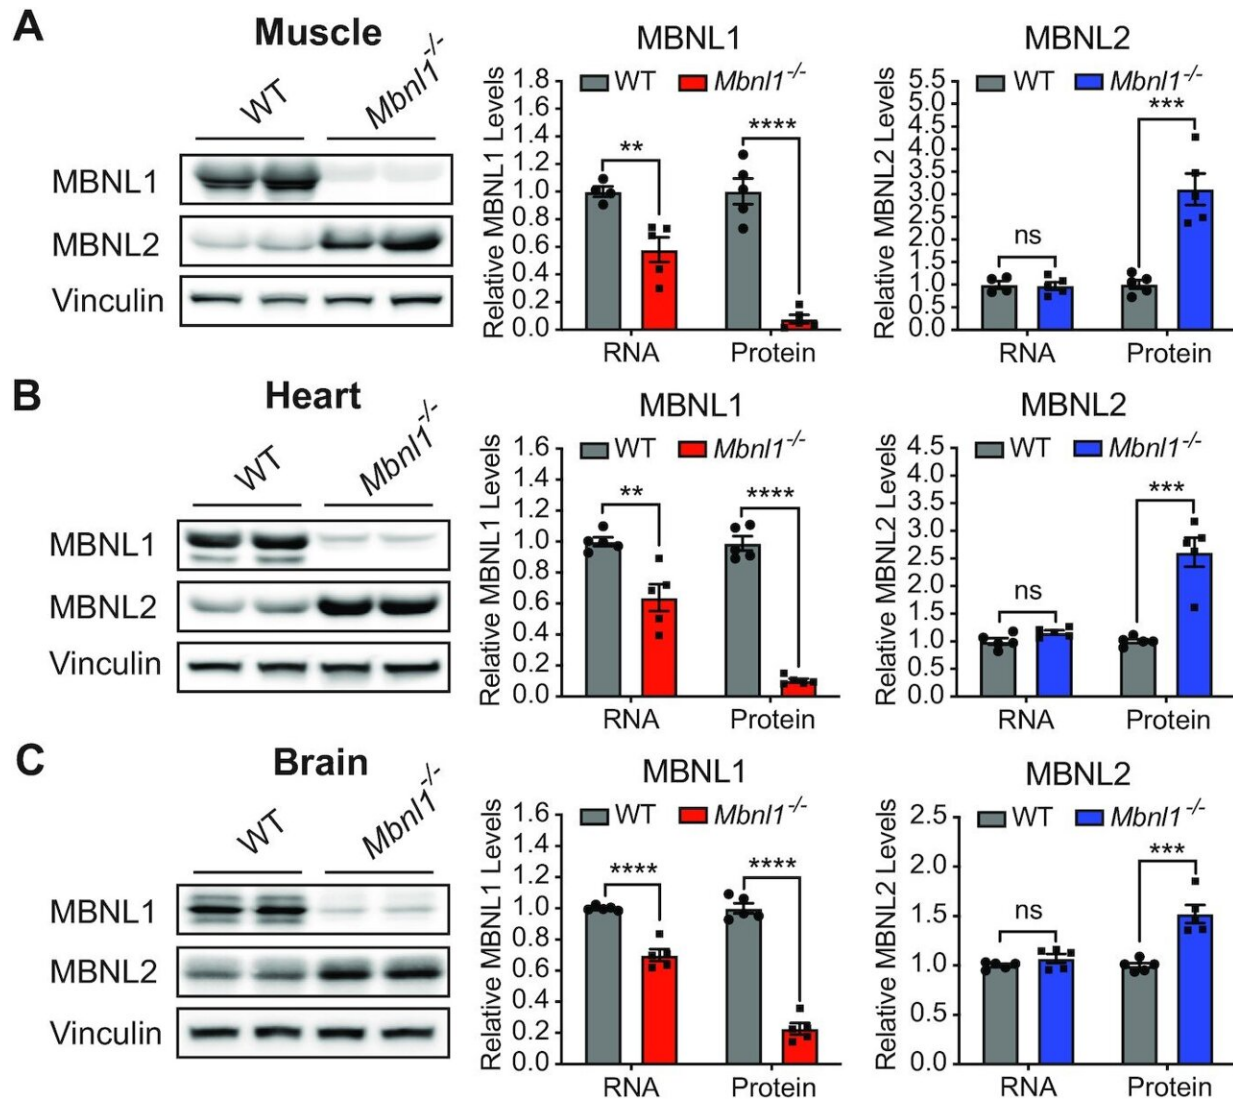 A
Muscle
WT
Mbnl1-/-
MBNL1
MBNL2
Vinculin
MBNL1
WT Mbnl1-/-
Relative MBNL1 Levels
1.8
1.6
1.4
1.2
1.0
0.8
0.6
0.4
0.2
0.0
**
****
RNA Protein
MBNL2
WT Mbnl1-/-
Relative MBNL2 Levels
5.5
5.0
4.5
4.0
3.5
3.0
2.5
2.0
1.5
1.0
0.5
0.0
ns
***
RNA Protein
B
Heart
WT
Mbnl1-/-
MBNL1
MBNL2
Vinculin
MBNL1
WT Mbnl1-/-
Relative MBNL1 Levels
1.6
1.4
1.2
1.0
0.8
0.6
0.4
0.2
0.0
**
****
RNA Protein
MBNL2
WT Mbnl1-/-
Relative MBNL2 Levels
4.5
4.0
3.5
3.0
2.5
2.0
1.5
1.0
0.5
0.0
ns
***
RNA Protein
C
Brain
WT
Mbnl1-/-
MBNL1
MBNL2
Vinculin
MBNL1
WT Mbnl1-/-
Relative MBNL1 Levels
1.6
1.4
1.2
1.0
0.8
0.6
0.4
0.2
0.0
****
****
RNA Protein
MBNL2
WT Mbnl1-/-
Relative MBNL2 Levels
2.5
2.0
1.5
1.0
0.5
0.0
ns
***
RNA Protein